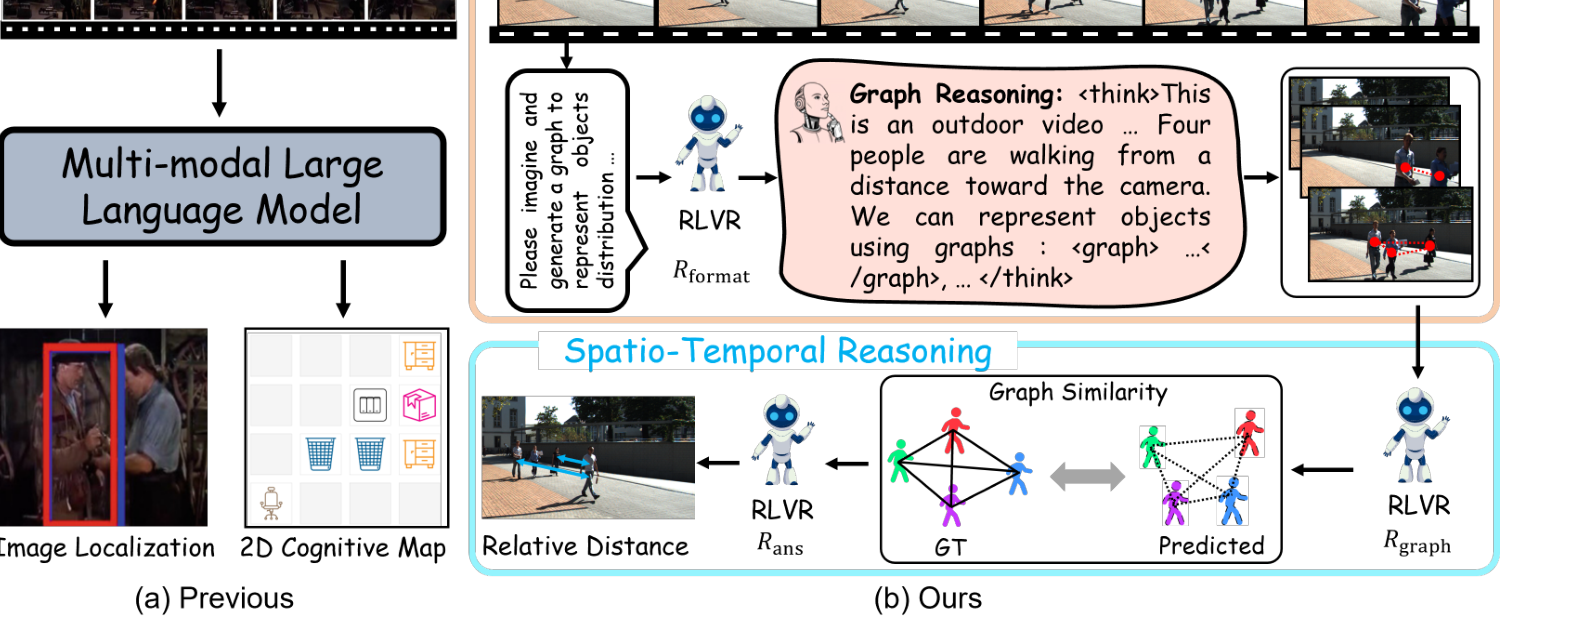 Multi-modal Large
Language Model
Image Localization
2D Cognitive Map
(a) Previous
Please imagine and
generate a graph to
represent objects
distribution ...
RLVR
R_format
Graph Reasoning: <think>This
is an outdoor video ... Four
people are walking from a
distance toward the camera.
We can represent objects
using graphs : <graph> ...<
/graph>, ... </think>
Spatio-Temporal Reasoning
Relative Distance
RLVR
R_ans
Graph Similarity
GT
Predicted
RLVR
R_graph
(b) Ours